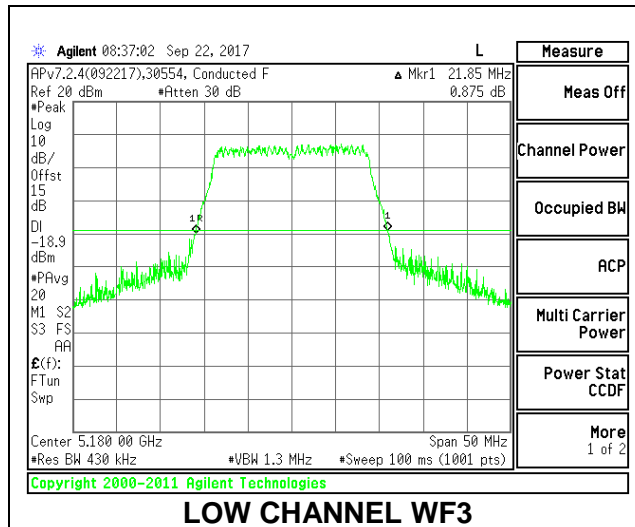 Agilent 08:37:02 Sep 22, 2017 L
Measure
APv7.2.4(092217),30554, Conducted F
Δ Mkr1 21.85 MHz
Ref 20 dBm #Atten 30 dB 0.875 dB
#Peak
Log
10
dB/
Offst
15
dB
DI
-18.9
dBm
#PAvg
20
M1 S2
S3 FS
AA
£(f):
FTun
Swp
1R
1
Center 5.180 00 GHz Span 50 MHz
#Res BW 430 kHz #VBW 1.3 MHz #Sweep 100 ms (1001 pts)
Copyright 2000-2011 Agilent Technologies
Meas Off
Channel Power
Occupied BW
ACP
Multi Carrier
Power
Power Stat
CCDF
More
1 of 2
LOW CHANNEL WF3